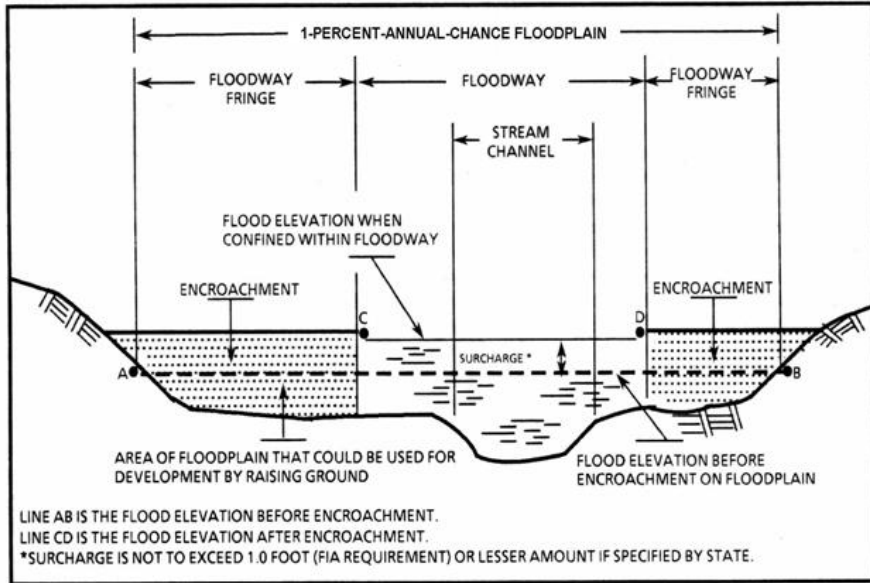 1-PERCENT-ANNUAL-CHANCE FLOODPLAIN
FLOODWAY
FRINGE
FLOODWAY
FLOODWAY
FRINGE
STREAM
CHANNEL
FLOOD ELEVATION WHEN
CONFINED WITHIN FLOODWAY
ENCROACHMENT
C
D
ENCROACHMENT
SURCHARGE *
A
B
AREA OF FLOODPLAIN THAT COULD BE USED FOR
DEVELOPMENT BY RAISING GROUND
FLOOD ELEVATION BEFORE
ENCROACHMENT ON FLOODPLAIN
LINE AB IS THE FLOOD ELEVATION BEFORE ENCROACHMENT.
LINE CD IS THE FLOOD ELEVATION AFTER ENCROACHMENT.
*SURCHARGE IS NOT TO EXCEED 1.0 FOOT (FIA REQUIREMENT) OR LESSER AMOUNT IF SPECIFIED BY STATE.